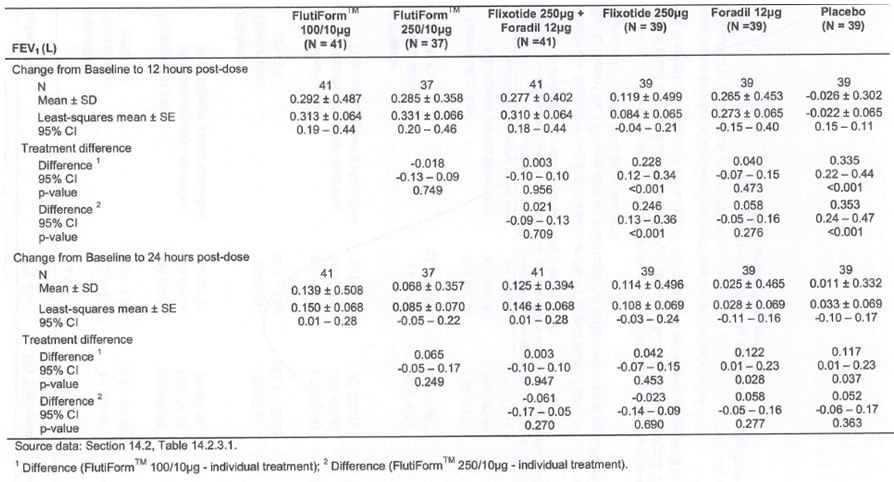 FEV1 (L) FlutiForm™ 100/10µg (N = 41) FlutiForm™ 250/10µg (N = 37) Flixotide 250µg + Foradil 12µg (N =41) Flixotide 250µg (N = 39) Foradil 12µg (N =39) Placebo (N = 39)
Change from Baseline to 12 hours post-dose
N 41 37 41 39 39 39
Mean ± SD 0.292 ± 0.487 0.285 ± 0.358 0.277 ± 0.402 0.119 ± 0.499 0.265 ± 0.453 -0.026 ± 0.302
Least-squares mean ± SE 0.313 ± 0.064 0.331 ± 0.066 0.310 ± 0.064 0.084 ± 0.065 0.273 ± 0.065 -0.022 ± 0.065
95% CI 0.19 – 0.44 0.20 – 0.46 0.18 – 0.44 -0.04 – 0.21 -0.15 – 0.40 0.15 – 0.11
Treatment difference
Difference 1 -0.018 0.003 0.228 0.040 0.335
95% CI -0.13 – 0.09 -0.10 – 0.10 0.12 – 0.34 -0.07 – 0.15 0.22 – 0.44
p-value 0.749 0.956 <0.001 0.473 <0.001
Difference 2 0.021 0.246 0.058 0.353
95% CI -0.09 – 0.13 0.13 – 0.36 -0.05 – 0.16 0.24 – 0.47
p-value 0.709 <0.001 0.276 <0.001
Change from Baseline to 24 hours post-dose
N 41 37 41 39 39 39
Mean ± SD 0.139 ± 0.508 0.068 ± 0.357 0.125 ± 0.394 0.114 ± 0.496 0.025 ± 0.465 0.011 ± 0.332
Least-squares mean ± SE 0.150 ± 0.068 0.085 ± 0.070 0.146 ± 0.068 0.108 ± 0.069 0.028 ± 0.069 0.033 ± 0.069
95% CI 0.01 – 0.28 -0.05 – 0.22 0.01 – 0.28 -0.03 – 0.24 -0.11 – 0.16 -0.10 – 0.17
Treatment difference
Difference 1 0.065 0.003 0.042 0.122 0.117
95% CI -0.05 – 0.17 -0.10 – 0.10 -0.07 – 0.15 0.01 – 0.23 0.01 – 0.23
p-value 0.249 0.947 0.453 0.028 0.037
Difference 2 -0.061 -0.023 0.058 0.052
95% CI -0.17 – 0.05 -0.14 – 0.09 -0.05 – 0.16 -0.06 – 0.17
p-value 0.270 0.690 0.277 0.363
Source data: Section 14.2, Table 14.2.3.1.
1 Difference (FlutiForm™ 100/10µg - individual treatment); 2 Difference (FlutiForm™ 250/10µg - individual treatment).